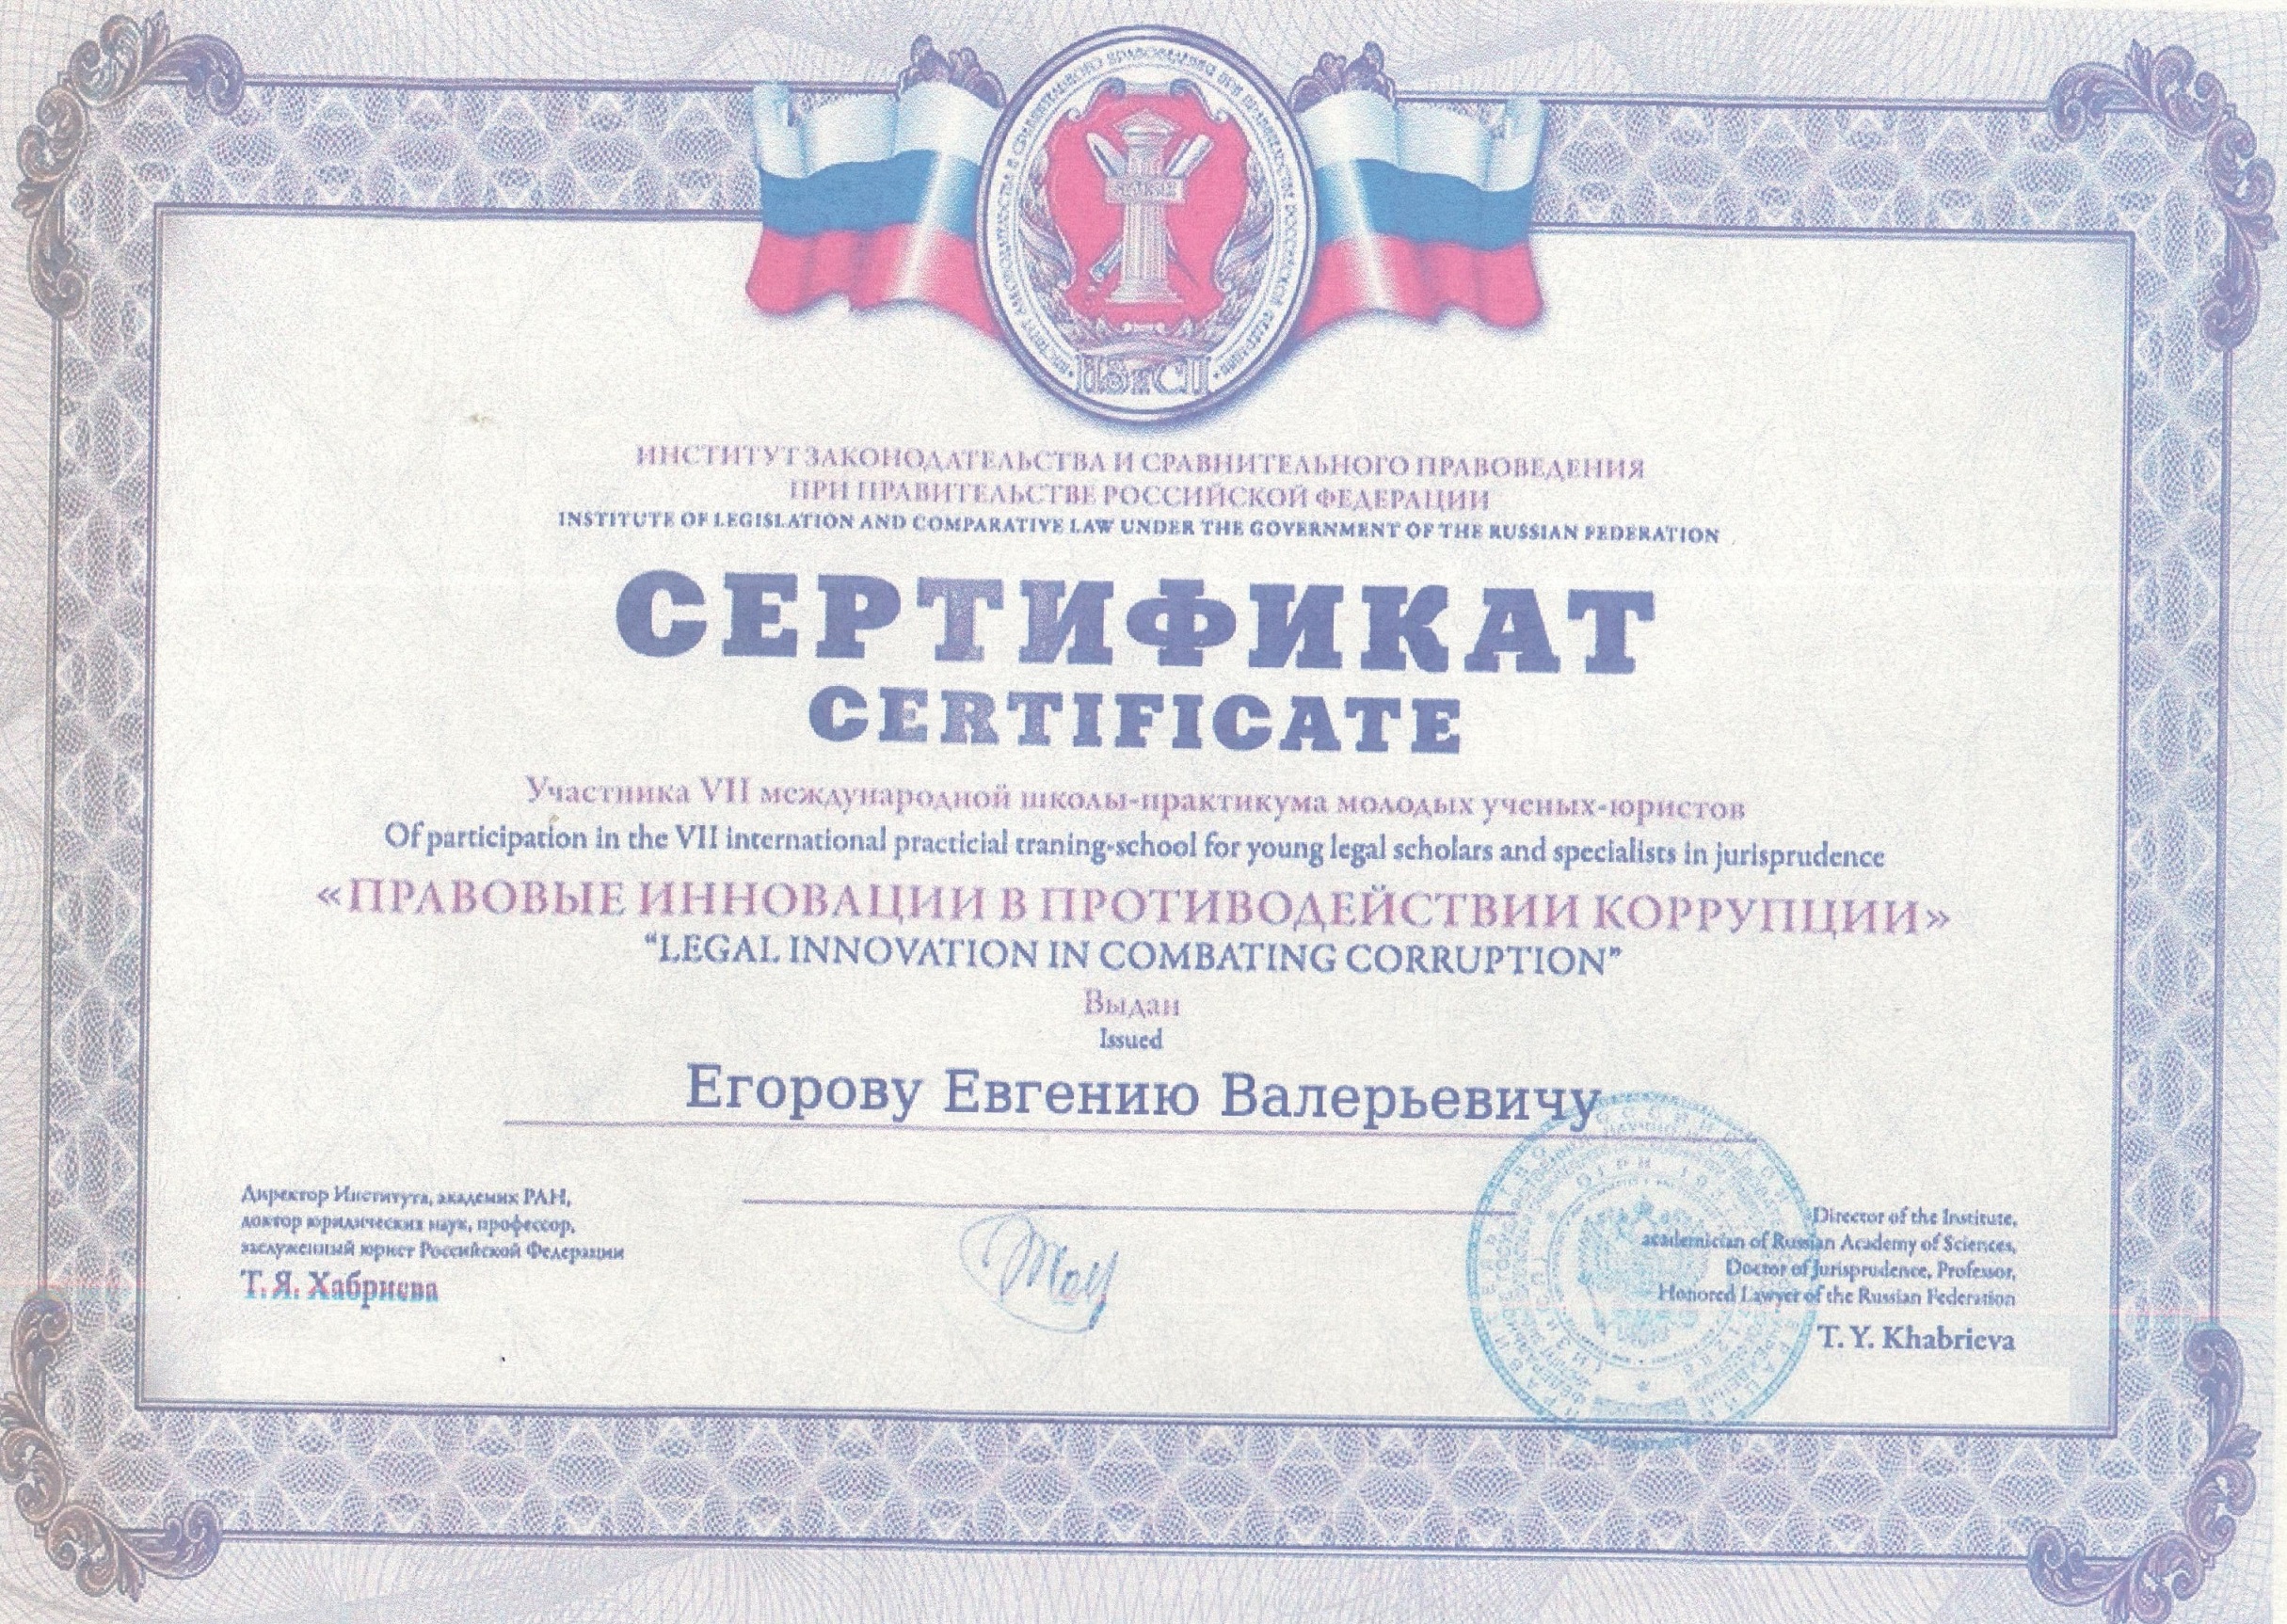 ИНСТИТУТ ЗАКОНОДАТЕЛЬСТВА И СРАВНИТЕЛЬНОГО ПРАВОВЕДЕНИЯ
ПРИ ПРАВИТЕЛЬСТВЕ РОССИЙСКОЙ ФЕДЕРАЦИИ
INSTITUTE OF LEGISLATION AND COMPARATIVE LAW UNDER THE GOVERNMENT OF THE RUSSIAN FEDERATION
СЕРТИФИКАТ
CERTIFICATE
Участника VII международной школы-практикума молодых ученых-юристов
Of participation in the VII international practicial traning-school for young legal scholars and specialists in jurisprudence
«ПРАВОВЫЕ ИННОВАЦИИ В ПРОТИВОДЕЙСТВИИ КОРРУПЦИИ»
“LEGAL INNOVATION IN COMBATING CORRUPTION”
Выдан
Issued
Егорову Евгению Валерьевичу
Директор Института, академик РАН,
доктор юридических наук, профессор,
заслуженный юрист Российской Федерации
Т. Я. Хабриева
Director of the Institute,
academician of Russian Academy of Sciences,
Doctor of Jurisprudence, Professor,
Honored Lawyer of the Russian Federation
T. Y. Khabrieva